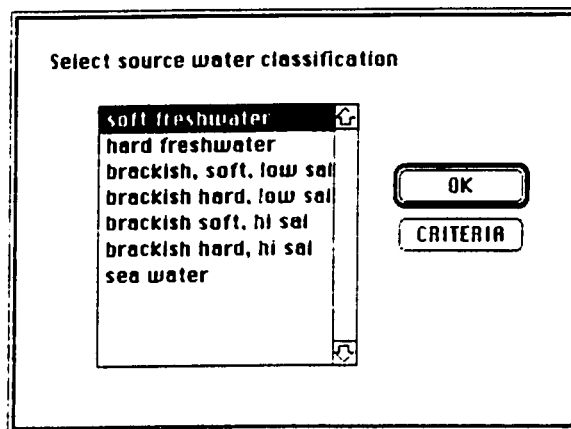 Select source water classification
soft freshwater
hard freshwater
brackish, soft, low sal
brackish hard, low sal
brackish soft, hi sal
brackish hard, hi sal
sea water
OK
CRITERIA